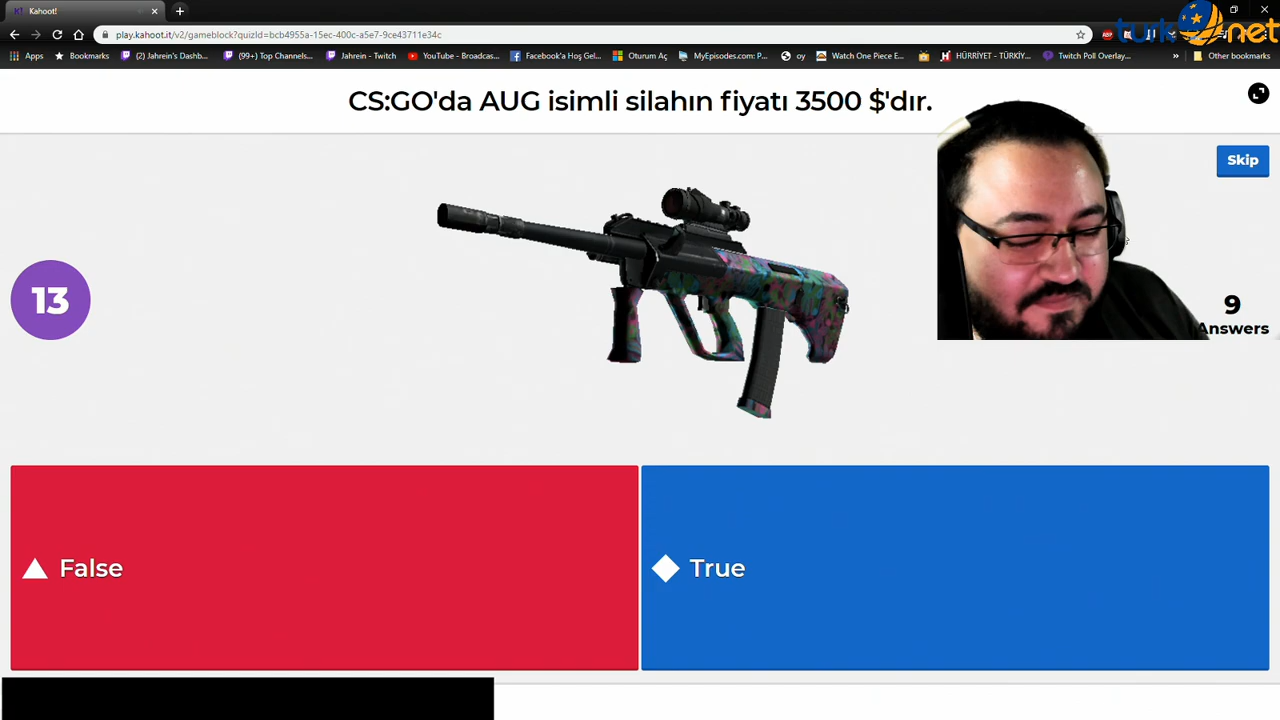 Kahoot!
play.kahoot.it/v2/gameblock?quizId=bcb4955a-15ec-400c-a5e7-9ce43711e34c
Apps
Bookmarks
(2) Jahrein's Dashb...
(99+) Top Channels...
Jahrein - Twitch
YouTube - Broadcas...
Facebook'a Hoş Gel...
Oturum Aç
MyEpisodes.com: P...
oy
Watch One Piece E...
HÜRRİYET - TÜRKİY...
Twitch Poll Overlay...
»
Other bookmarks
turk net
CS:GO'da AUG isimli silahın fiyatı 3500 $'dır.
Skip
13
9
Answers
False
True